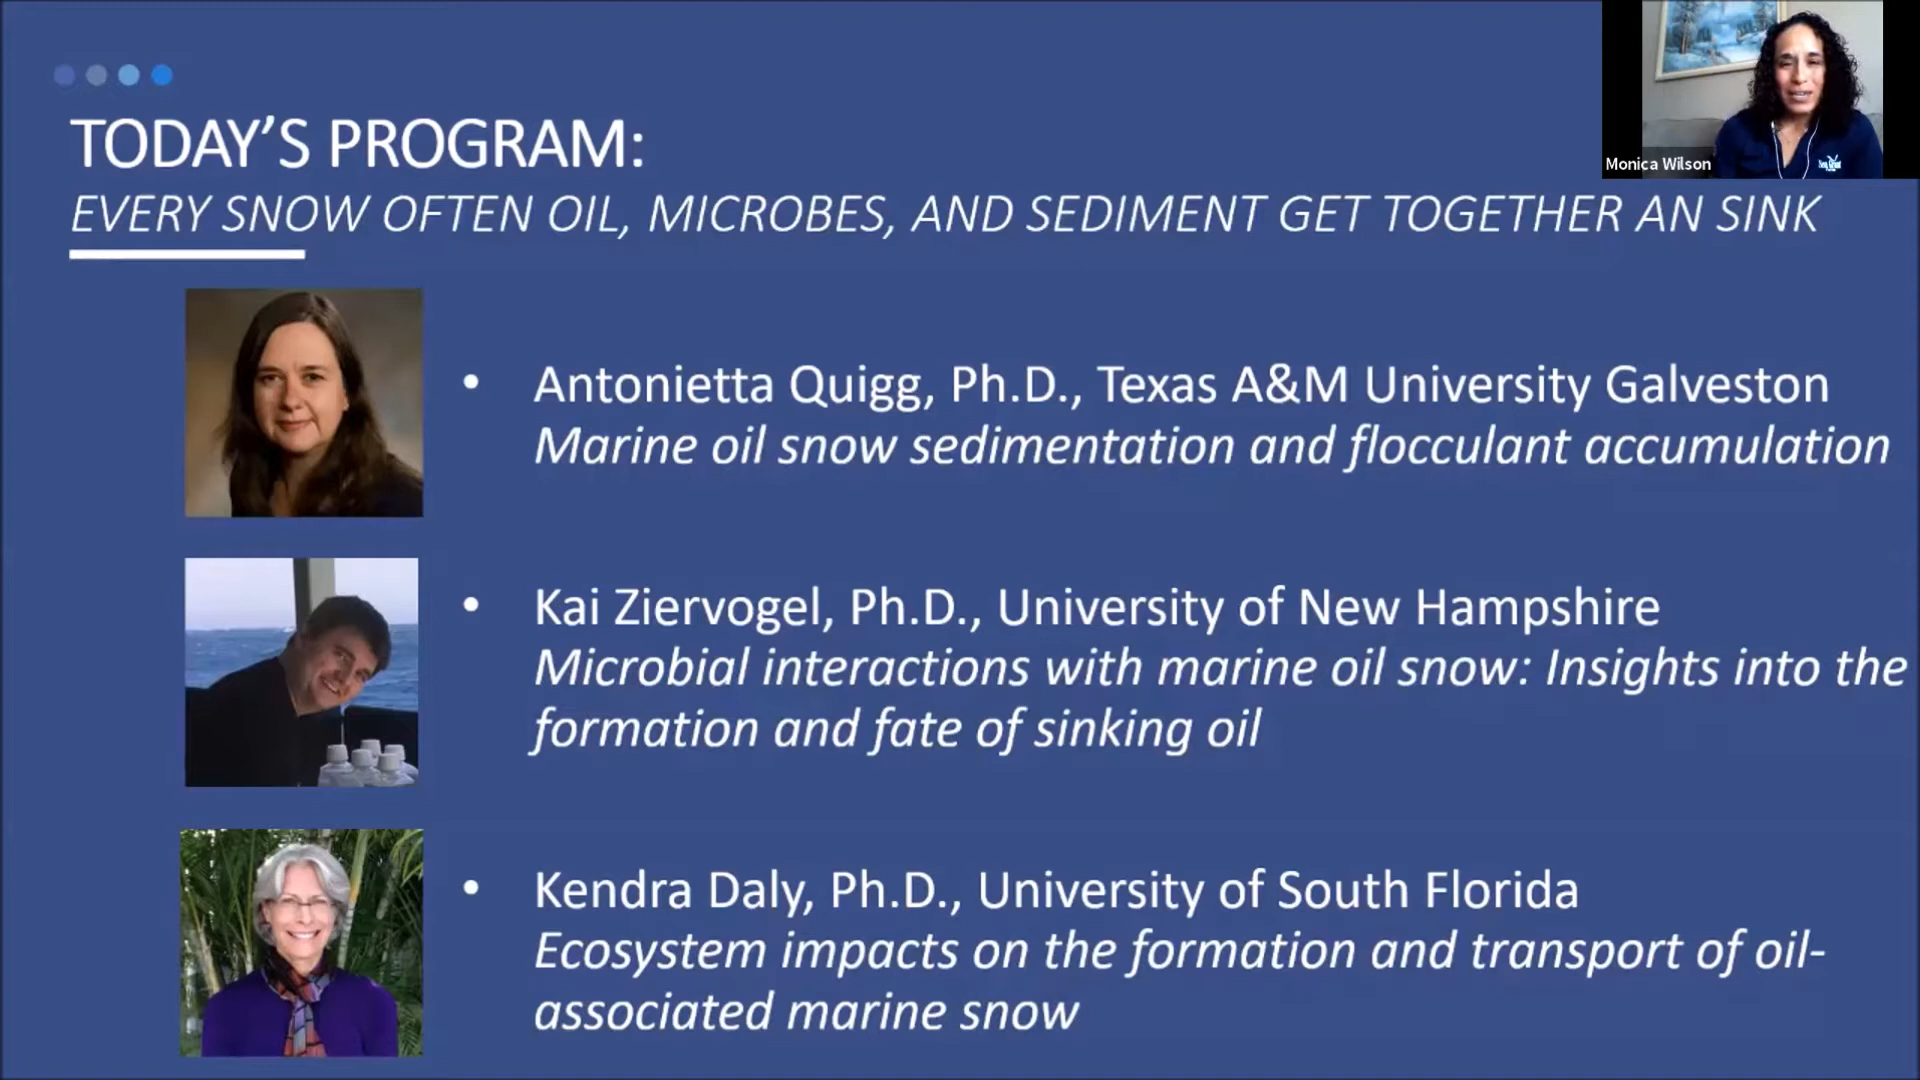 TODAY'S PROGRAM:
Monica Wilson
EVERY SNOW OFTEN OIL, MICROBES, AND SEDIMENT GET TOGETHER AN SINK
• Antonietta Quigg, Ph.D., Texas A&M University Galveston
Marine oil snow sedimentation and flocculant accumulation
• Kai Ziervogel, Ph.D., University of New Hampshire
Microbial interactions with marine oil snow: Insights into the
formation and fate of sinking oil
• Kendra Daly, Ph.D., University of South Florida
Ecosystem impacts on the formation and transport of oil-
associated marine snow